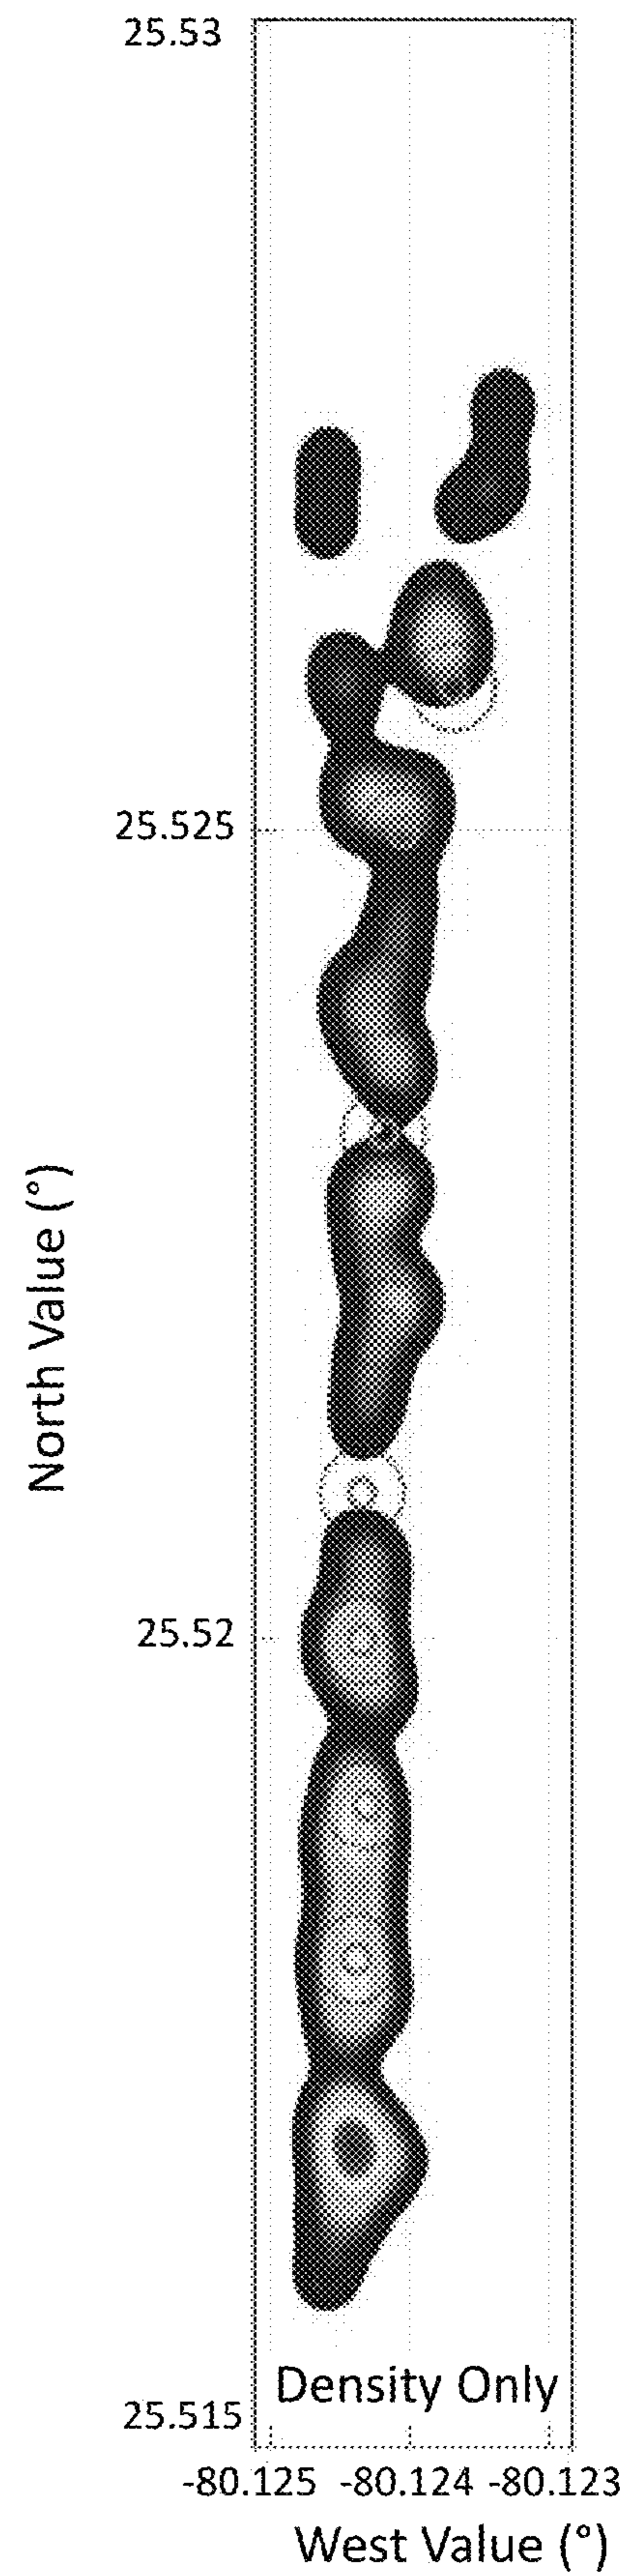 25.53
25.525
North Value (°)
25.52
Density Only
25.515
-80.125 -80.124 -80.123
West Value (°)